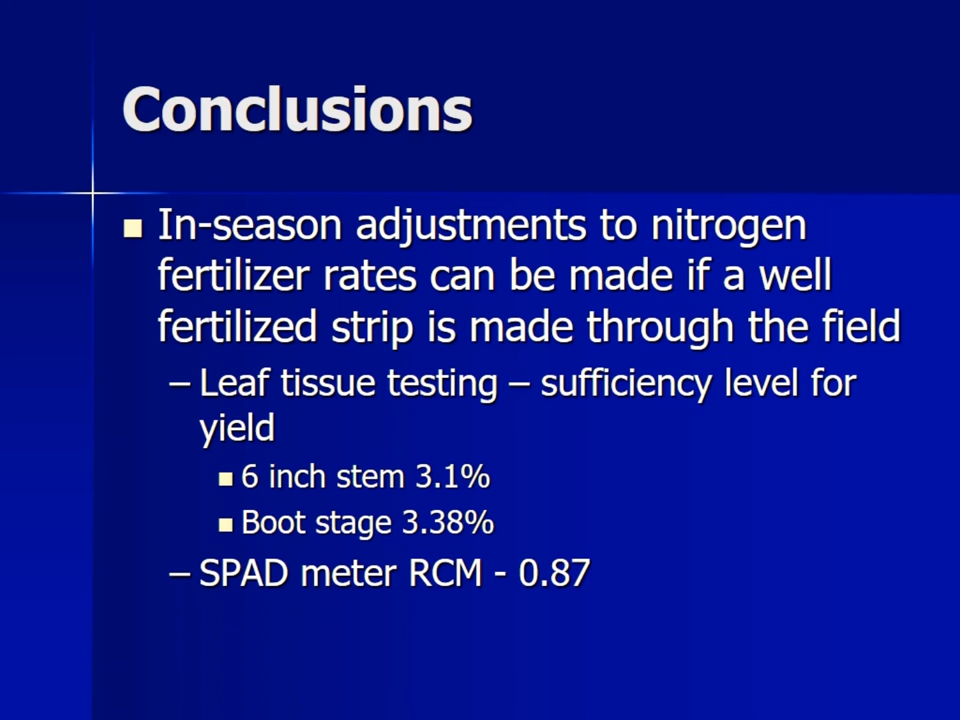 Conclusions
In-season adjustments to nitrogen
fertilizer rates can be made if a well
fertilized strip is made through the field
– Leaf tissue testing – sufficiency level for
yield
6 inch stem 3.1%
Boot stage 3.38%
– SPAD meter RCM - 0.87